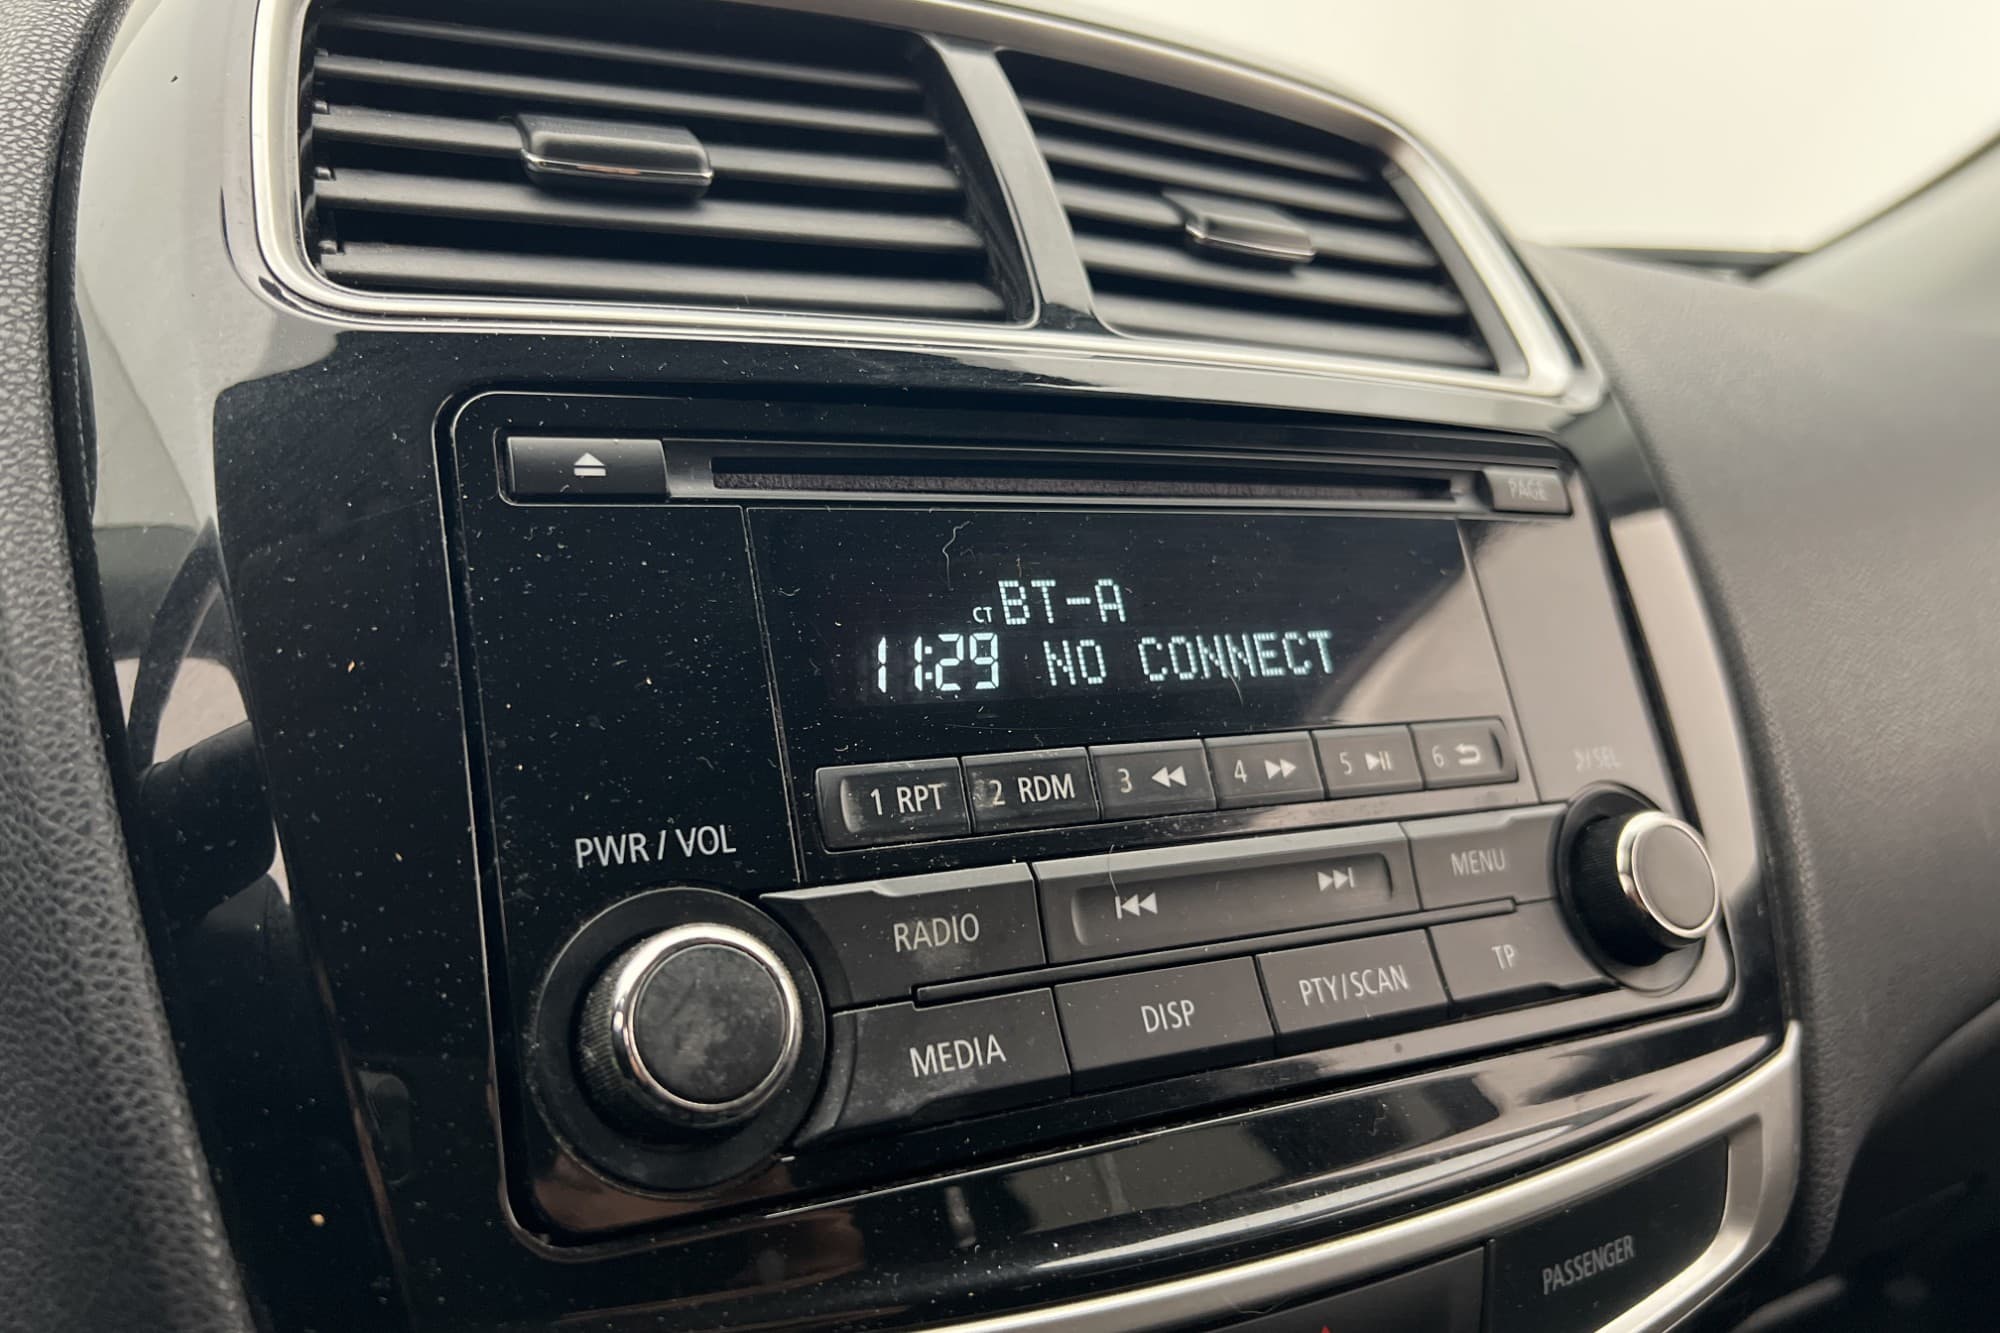 PAGE
CT BT-A
11:29 NO CONNECT
1 RPT 2 RDM 3 4 5 6
PWR / VOL
♪/SEL
RADIO MENU
MEDIA DISP PTY/SCAN TP
PASSENGER